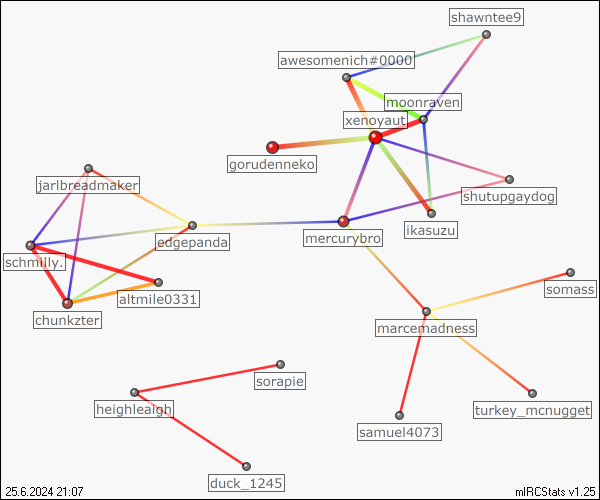 shawntee9
awesomenich#0000
moonraven
xenoyaut
gorudenneko
jarlbreadmaker
shutupgaydog
edgepanda
mercurybro
ikasuzu
schmilly.
altmile0331
somass
chunkzter
marcemadness
sorapie
heighleaigh
turkey_mcnugget
samuel4073
duck_1245
25.6.2024 21:07
mIRCStats v1.25